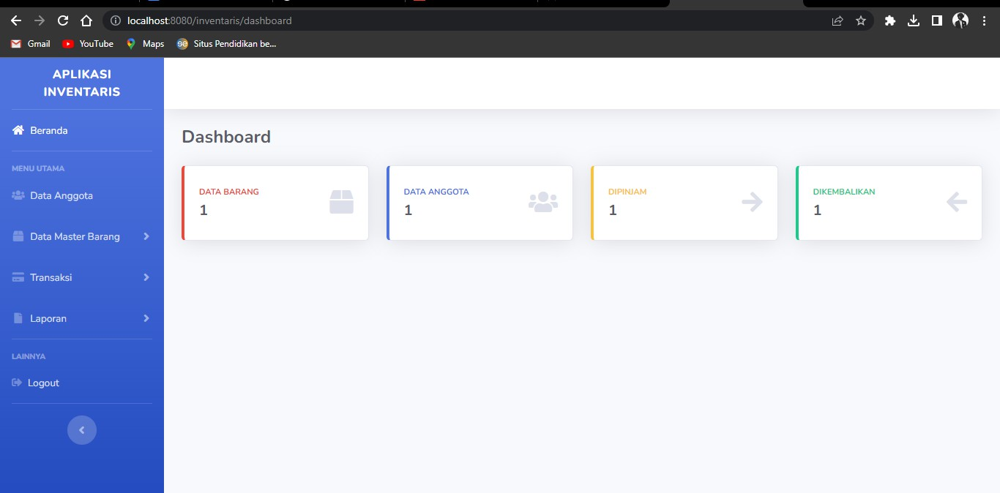 localhost:8080/inventaris/dashboard
Gmail YouTube Maps Situs Pendidikan be...
APLIKASI
INVENTARIS
Beranda
MENU UTAMA
Data Anggota
Data Master Barang
Transaksi
Laporan
LAINNYA
Logout
Dashboard
DATA BARANG
1
DATA ANGGOTA
1
DIPINJAM
1
DIKEMBALIKAN
1